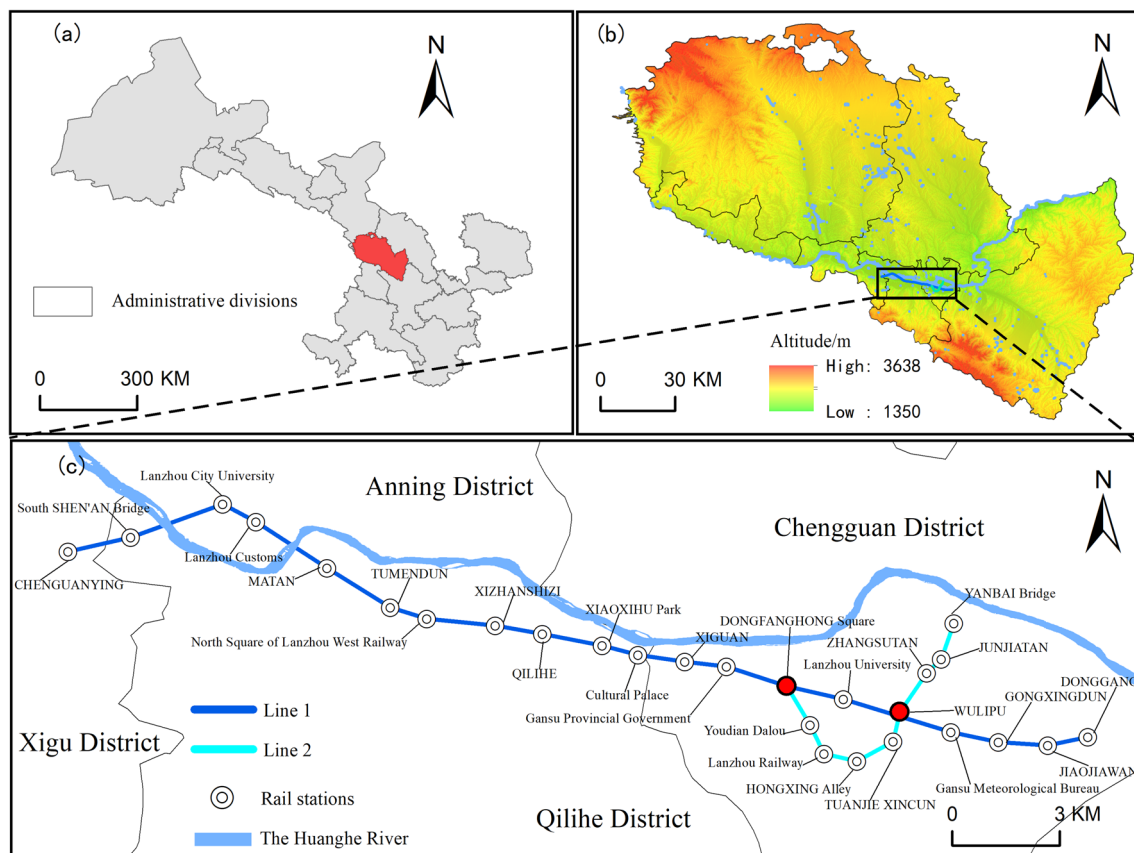 (a)
N
Administrative divisions
0 300 KM
(b)
N
Altitude/m
High: 3638
Low : 1350
0 30 KM
(c)
Lanzhou City University
Anning District
N
South SHEN'AN Bridge
Chengguan District
Lanzhou Customs
CHENGUANYING
MATAN
TUMENDUN
XIZHANSHIZI
XIAOXIHU Park
DONGFANGHONG Square
YANBAI Bridge
North Square of Lanzhou West Railway
XIGUAN
ZHANGSUTAN
JUNJIATAN
QILIHE
Lanzhou University
DONGGANG
Cultural Palace
GONGXINGDUN
Gansu Provincial Government
WULIPU
Line 1
Youdian Dalou
Xigu District
Line 2
Lanzhou Railway
JIAOJIAWAN
HONGXING Alley
Gansu Meteorological Bureau
Rail stations
TUANJIE XINCUN
Qilihe District
0 3 KM
The Huanghe River